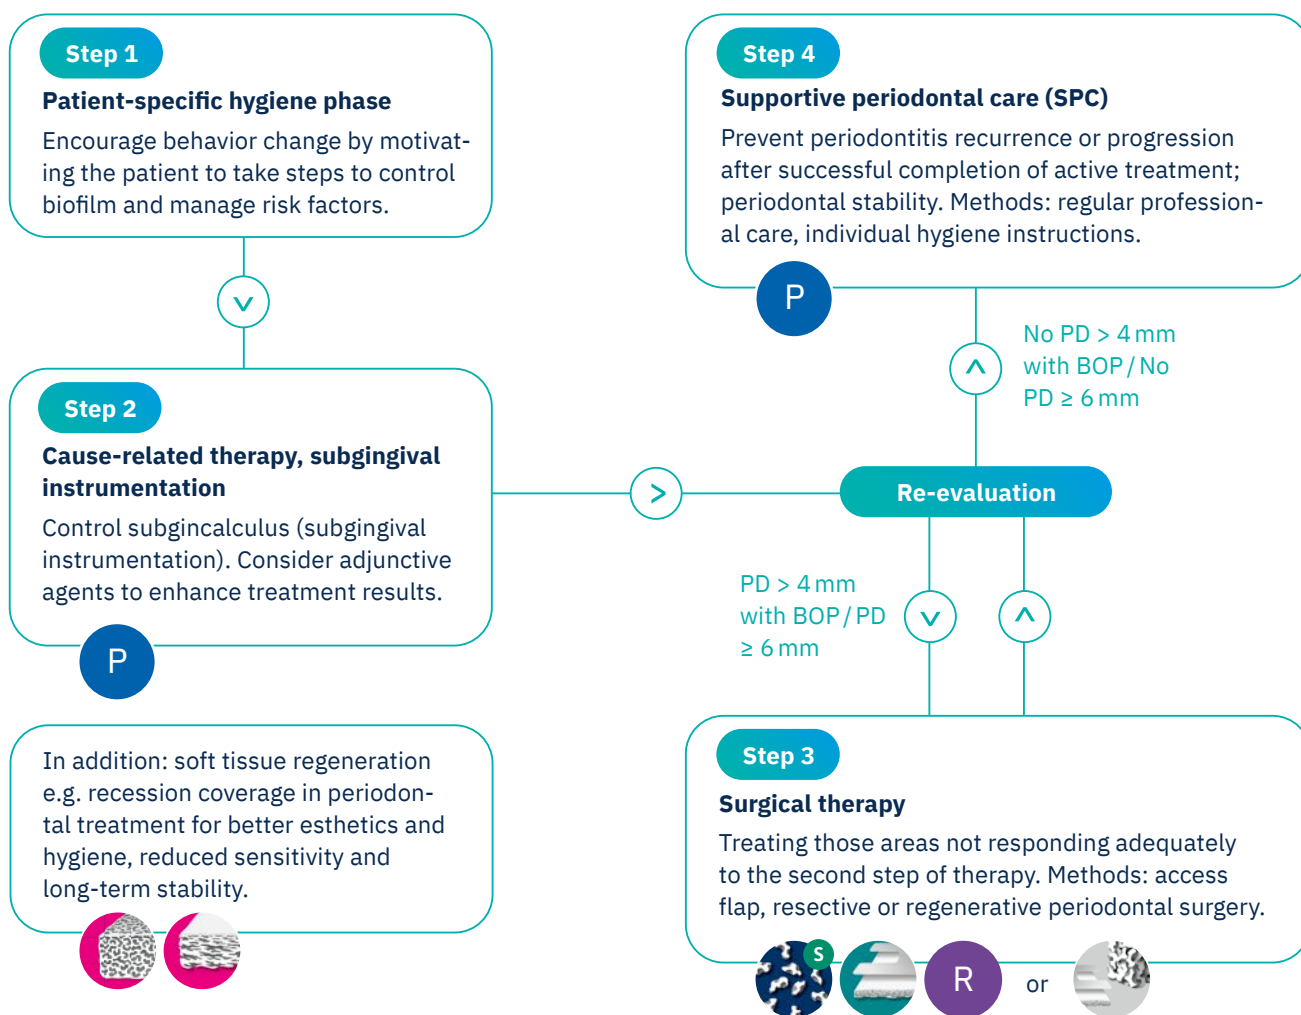 Step 1
Patient-specific hygiene phase
Encourage behavior change by motivat-
ing the patient to take steps to control
biofilm and manage risk factors.
Step 2
Cause-related therapy, subgingival
instrumentation
Control subgincalculus (subgingival
instrumentation). Consider adjunctive
agents to enhance treatment results.
P
In addition: soft tissue regeneration
e.g. recession coverage in periodon-
tal treatment for better esthetics and
hygiene, reduced sensitivity and
long-term stability.
Step 4
Supportive periodontal care (SPC)
Prevent periodontitis recurrence or progression
after successful completion of active treatment;
periodontal stability. Methods: regular profession-
al care, individual hygiene instructions.
P
No PD > 4 mm
with BOP / No
PD ≥ 6 mm
Re-evaluation
PD > 4 mm
with BOP / PD
≥ 6 mm
Step 3
Surgical therapy
Treating those areas not responding adequately
to the second step of therapy. Methods: access
flap, resective or regenerative periodontal surgery.
S
R
or